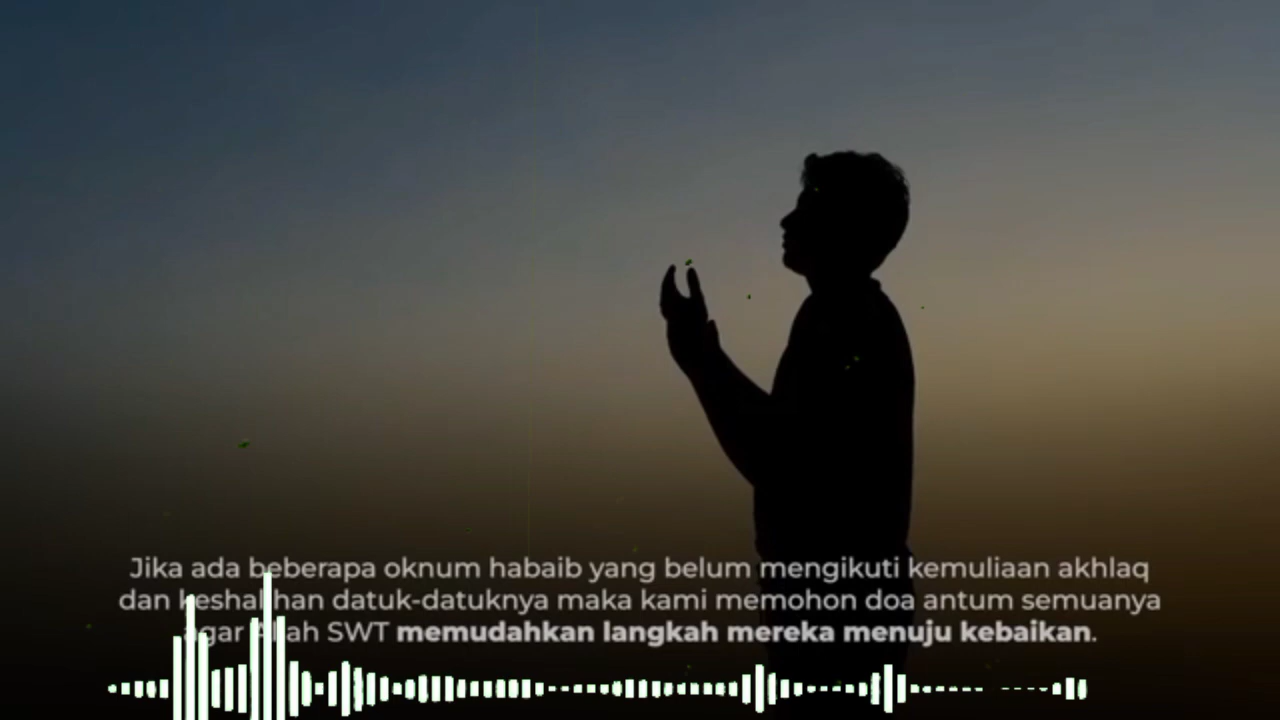 Jika ada beberapa oknum habaib yang belum mengikuti kemuliaan akhlaq
dan keshalihan datuk-datuknya maka kami memohon doa antum semuanya
agar Allah SWT memudahkan langkah mereka menuju kebaikan.